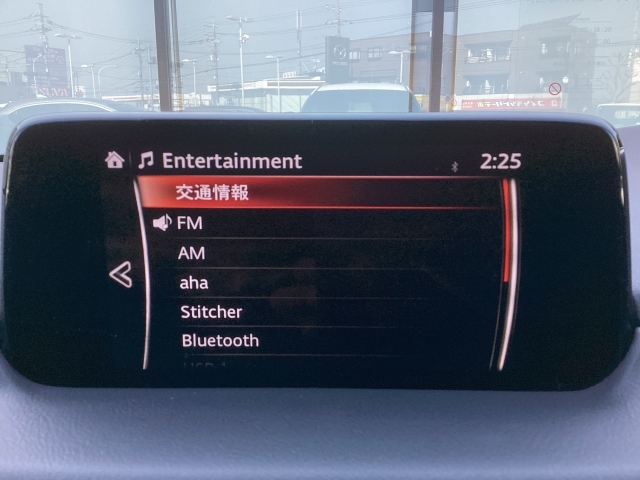 Entertainment
2:25
交通情報
FM
AM
aha
Stitcher
Bluetooth